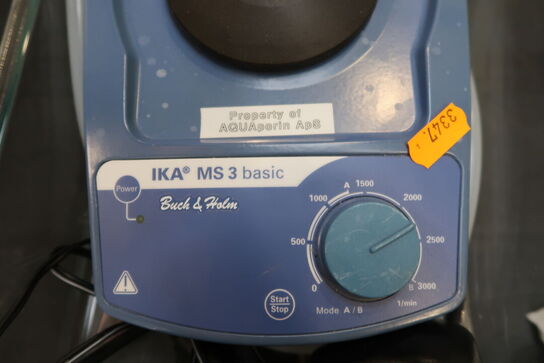 Property of
AQUAporin ApS
3347.
IKA® MS 3 basic
Power
Buch & Holm
A
0
500
1000
1500
2000
2500
3000
B
1/min
Mode A / B
Start
Stop